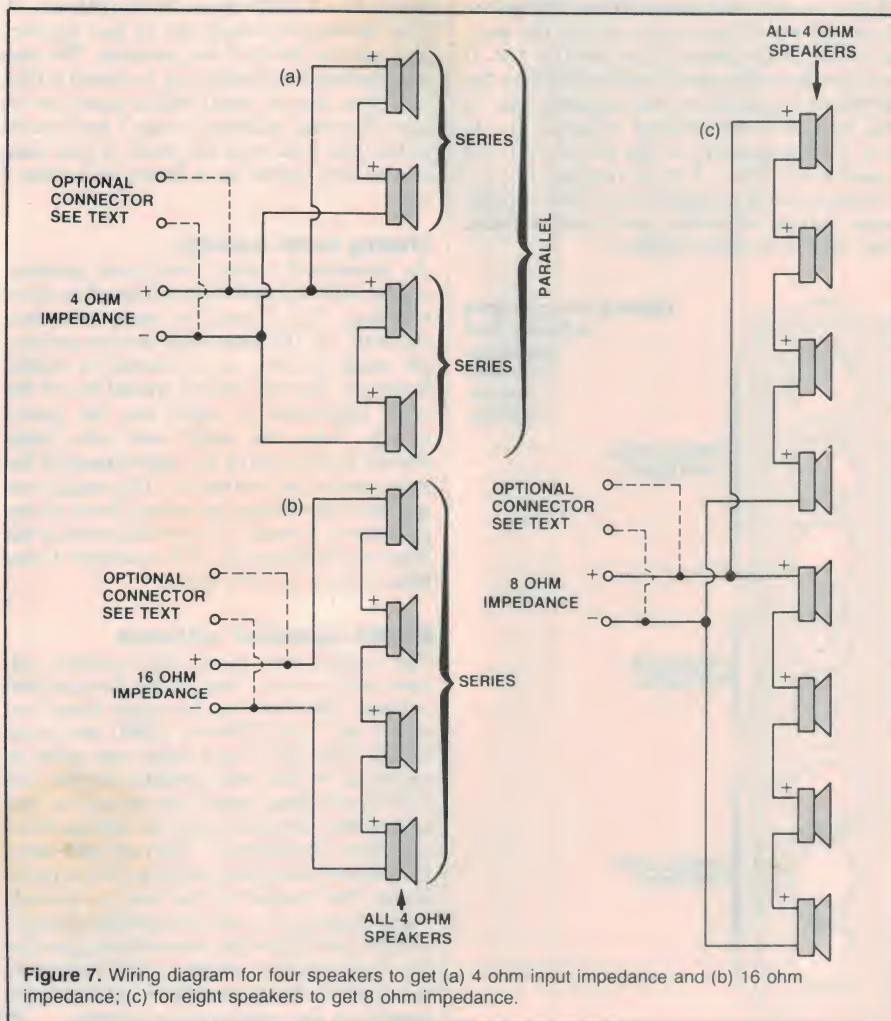 (a)
+
SERIES
OPTIONAL
CONNECTOR
SEE TEXT
+
4 OHM
IMPEDANCE
–
+
SERIES
+
+
PARALLEL
(b)
+
OPTIONAL
CONNECTOR
SEE TEXT
+
16 OHM
IMPEDANCE
–
+
+
+
SERIES
ALL 4 OHM
SPEAKERS
ALL 4 OHM
SPEAKERS
(c)
+
+
+
+
OPTIONAL
CONNECTOR
SEE TEXT
+
8 OHM
IMPEDANCE
–
+
+
+
+
Figure 7. Wiring diagram for four speakers to get (a) 4 ohm input impedance and (b) 16 ohm
impedance; (c) for eight speakers to get 8 ohm impedance.